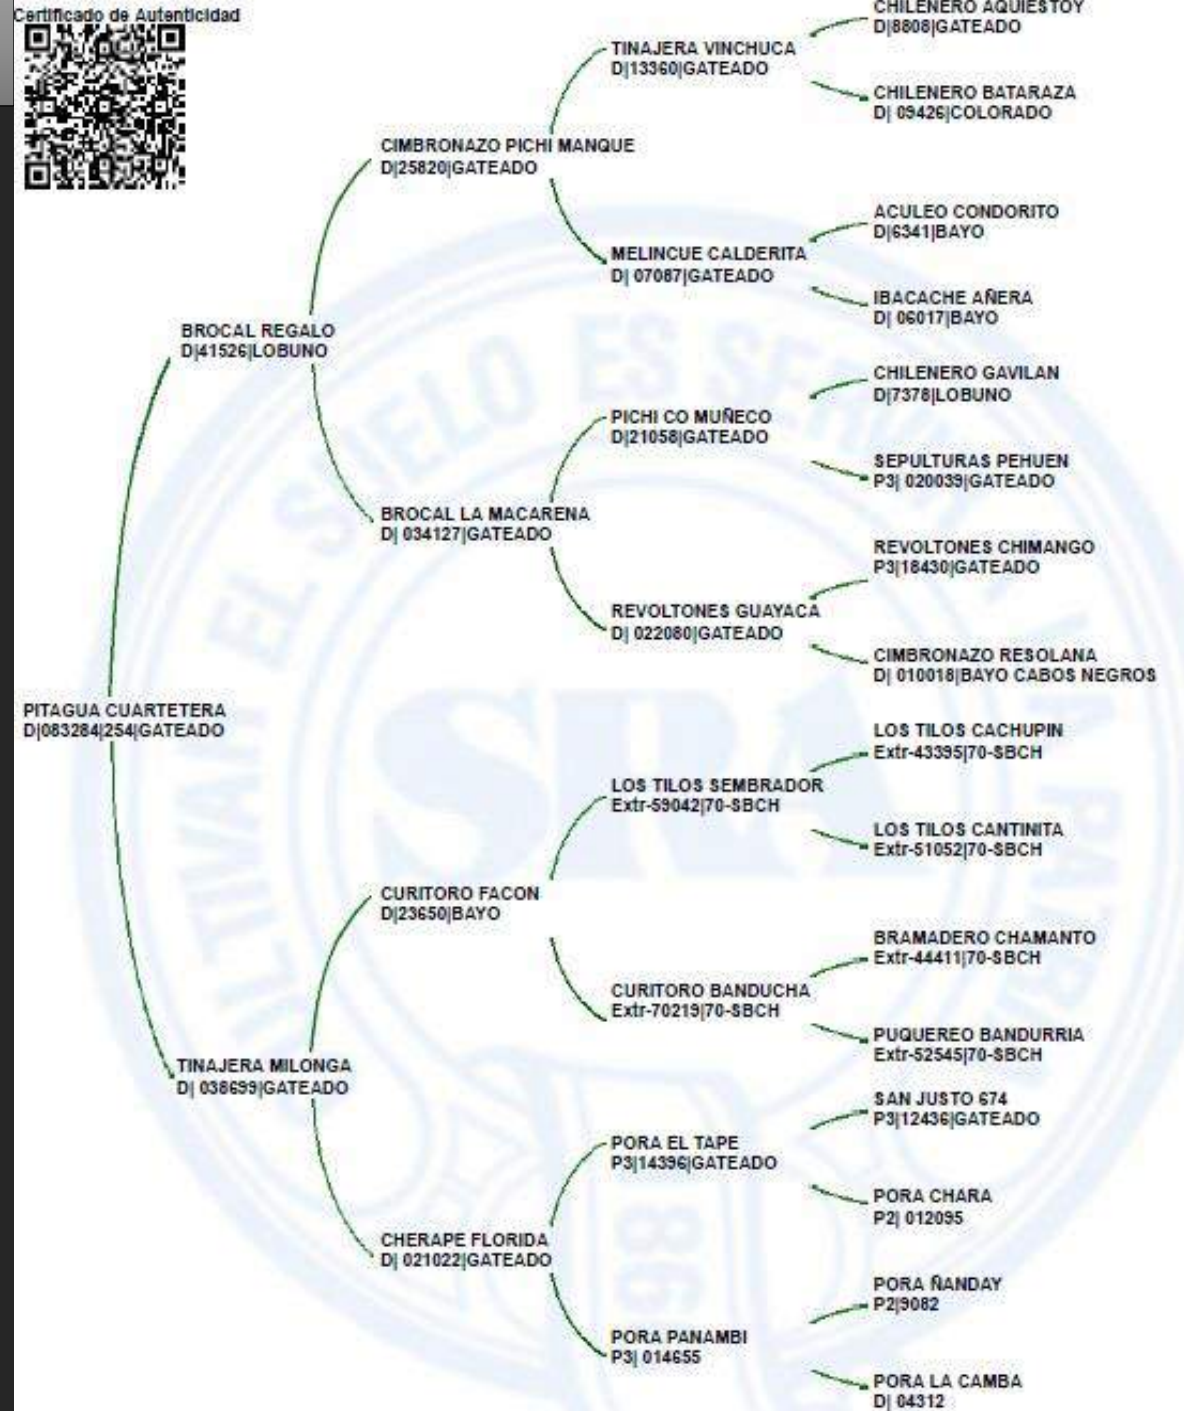 Certificado de Autenticidad
CHILENERO AQUIESTOY
D|8808|GATEADO
TINAJERA VINCHUCA
D|13360|GATEADO
CHILENERO BATARAZA
D| 09426|COLORADO
CIMBRONAZO PICHI MANQUE
D|25820|GATEADO
ACULEO CONDORITO
D|6341|BAYO
MELINCUE CALDERITA
D| 07087|GATEADO
IBACACHE AÑERA
D| 06017|BAYO
BROCAL REGALO
D|41526|LOBUNO
CHILENERO GAVILAN
D|7378|LOBUNO
PICHI CO MUÑECO
D|21058|GATEADO
SEPULTURAS PEHUEN
P3| 020039|GATEADO
BROCAL LA MACARENA
D| 034127|GATEADO
REVOLTONES CHIMANGO
P3|18430|GATEADO
REVOLTONES GUAYACA
D| 022080|GATEADO
CIMBRONAZO RESOLANA
D| 010018|BAYO CABOS NEGROS
PITAGUA CUARTETERA
D|083284|254|GATEADO
LOS TILOS CACHUPIN
Extr-43395|70-SBCH
LOS TILOS SEMBRADOR
Extr-59042|70-SBCH
LOS TILOS CANTINITA
Extr-51052|70-SBCH
CURITORO FACON
D|23650|BAYO
BRAMADERO CHAMANTO
Extr-44411|70-SBCH
CURITORO BANDUCHA
Extr-70219|70-SBCH
PUQUEREO BANDURRIA
Extr-52545|70-SBCH
TINAJERA MILONGA
D| 038699|GATEADO
SAN JUSTO 674
P3|12436|GATEADO
PORA EL TAPE
P3|14396|GATEADO
PORA CHARA
P2| 012095
CHERAPE FLORIDA
D| 021022|GATEADO
PORA ÑANDAY
P2|9082
PORA PANAMBI
P3| 014655
PORA LA CAMBA
D| 04312
SRA